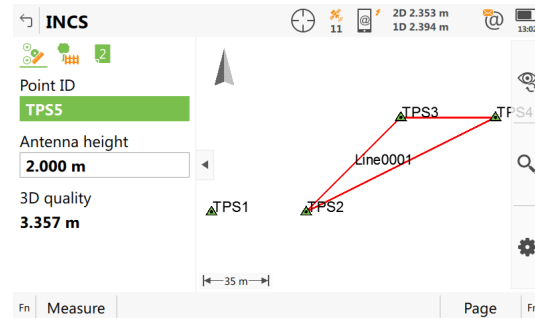 INCS
11
@
2D 2.353 m
1D 2.394 m
@
13:02
2
Point ID
TPS5
Antenna height
2.000 m
3D quality
3.357 m
TPS3
TPS4
Line0001
TPS1
TPS2
35 m
Fn
Measure
Page
Fn